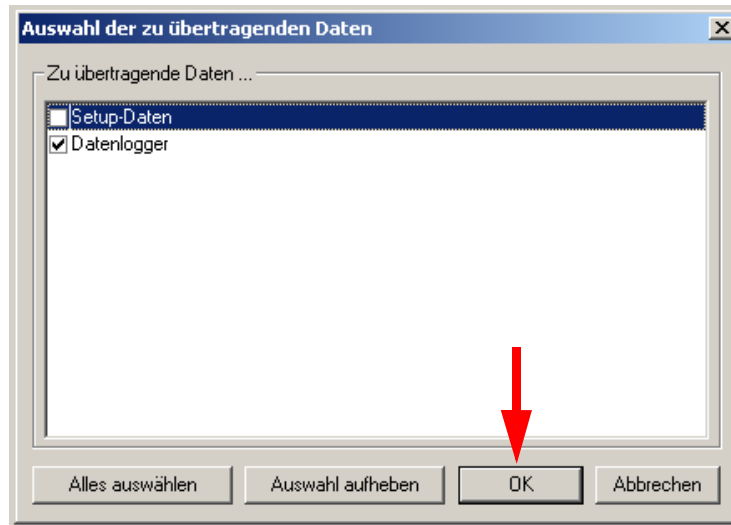 Auswahl der zu übertragenden Daten
Zu übertragende Daten ...
Setup-Daten
Datenlogger
Alles auswählen Auswahl aufheben OK Abbrechen